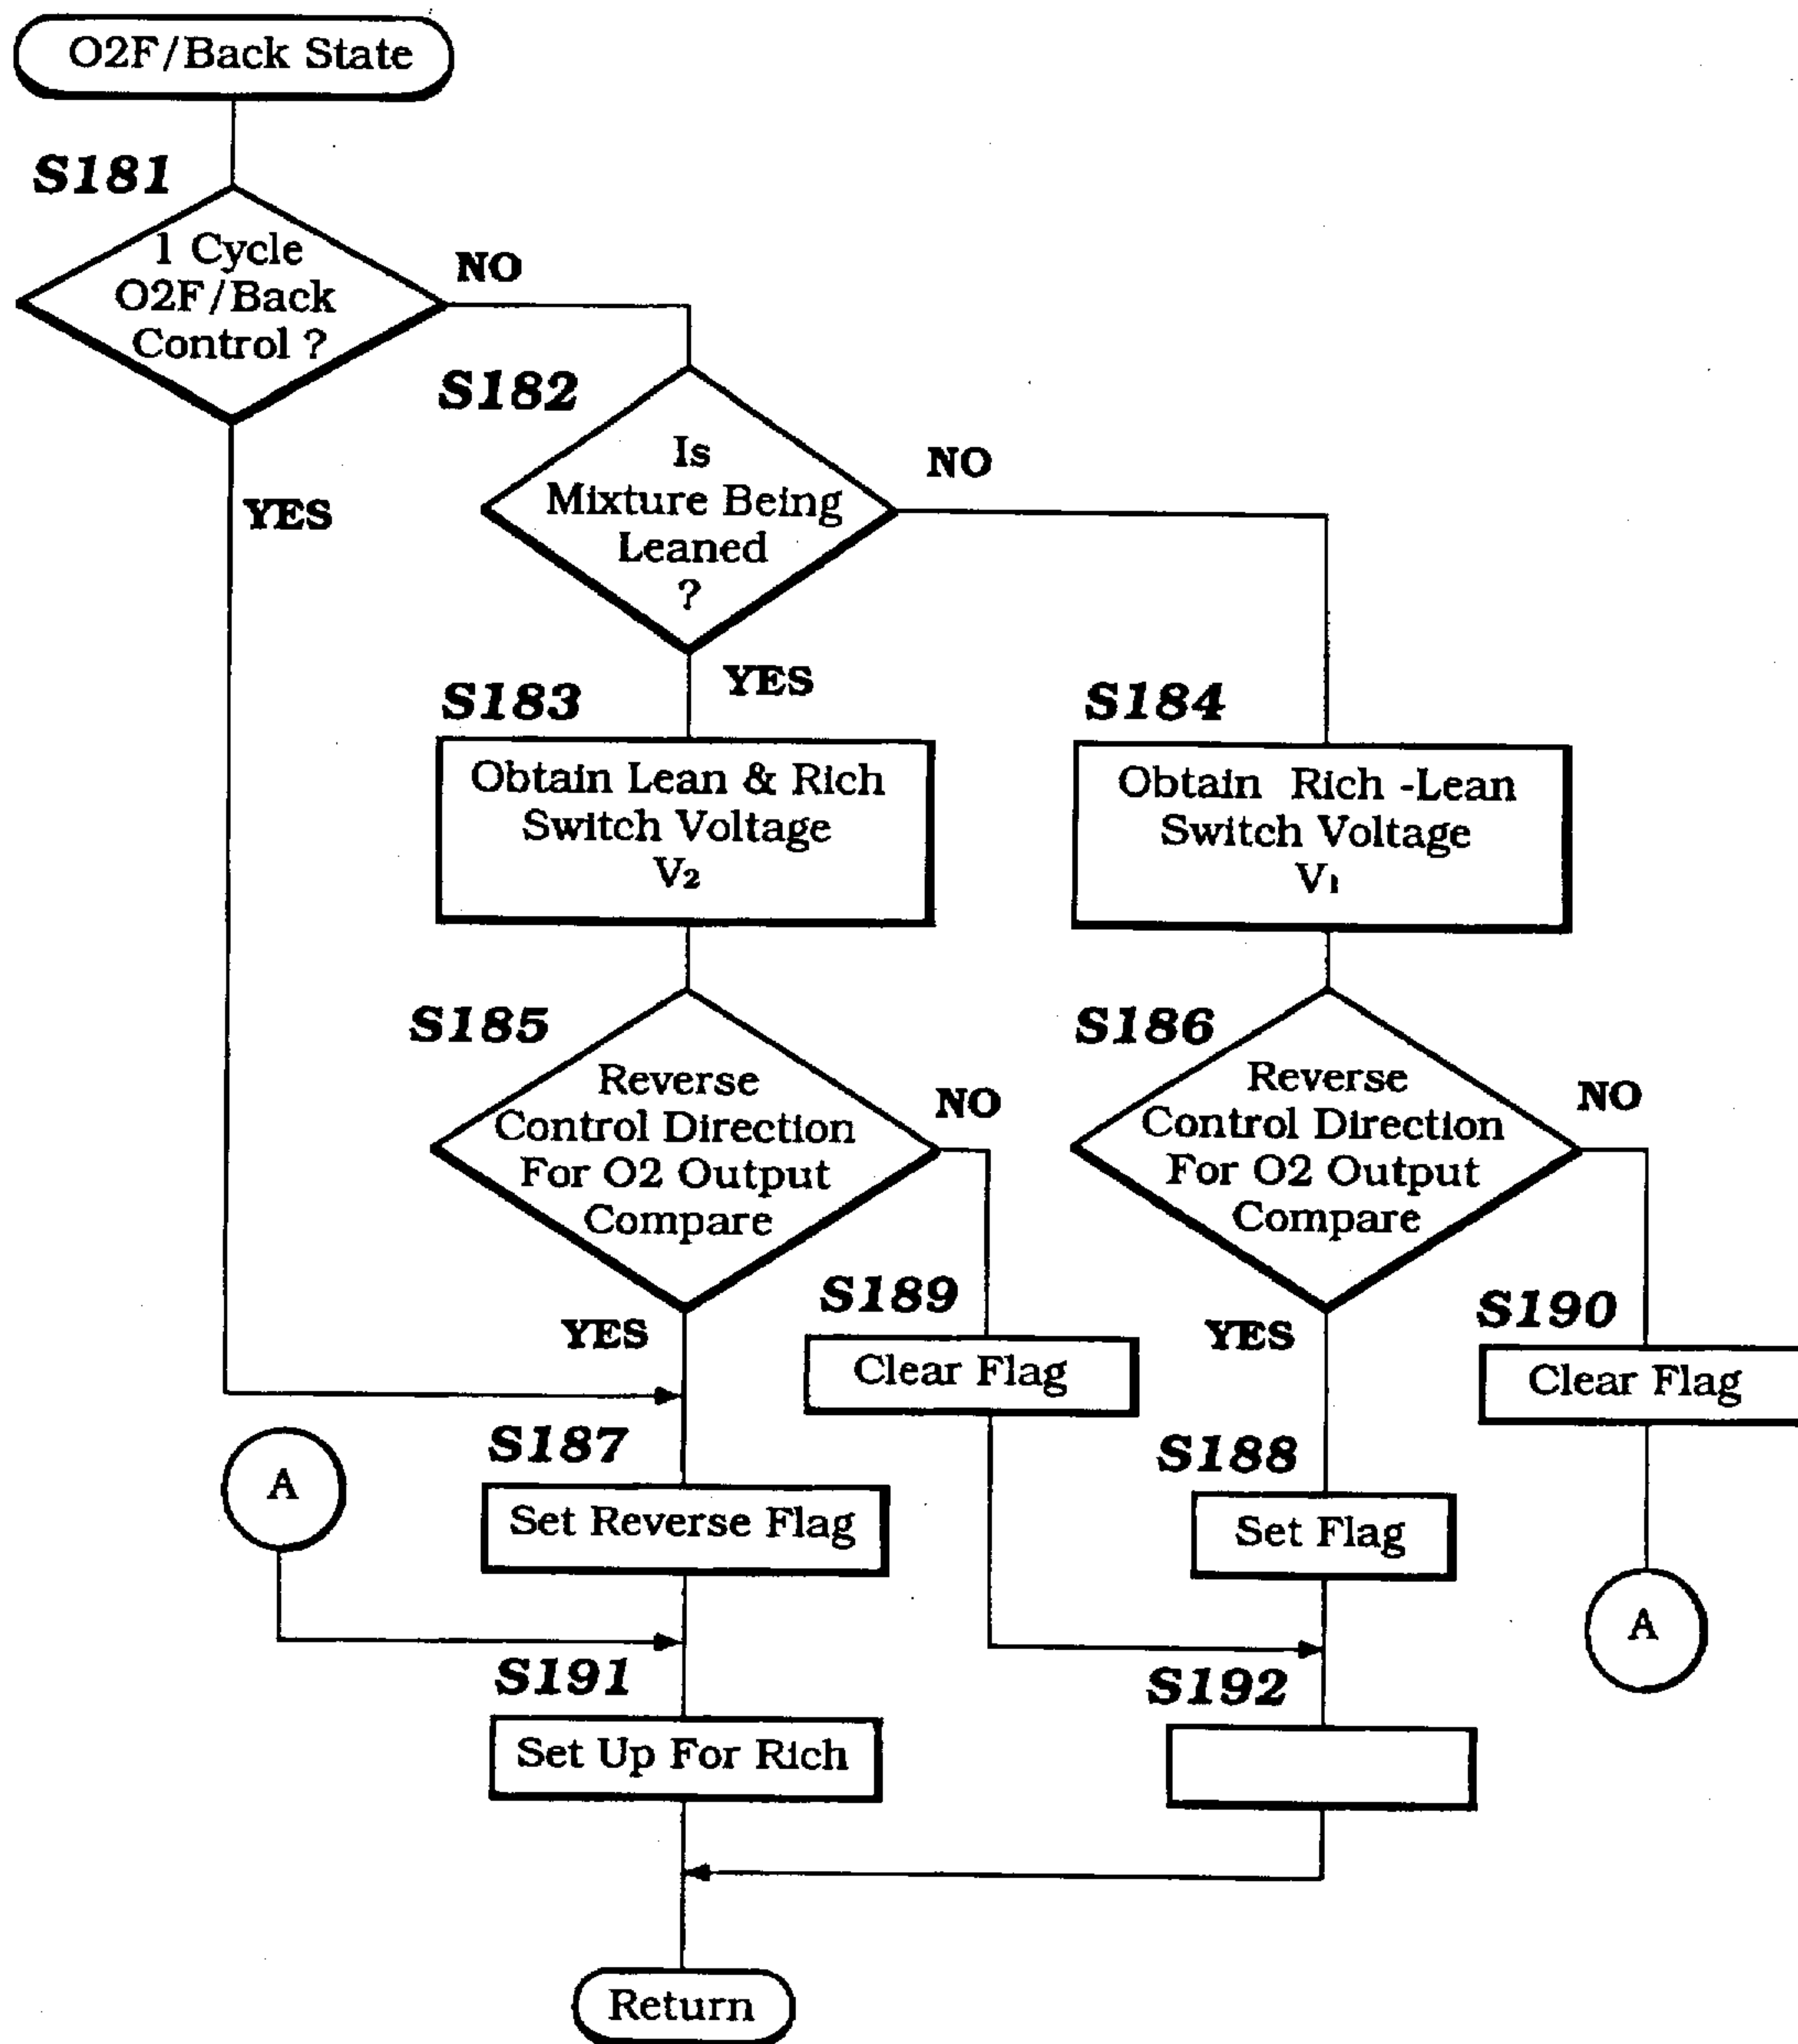 O2F/Back State
S181
1 Cycle
O2F/Back
Control ?
NO
YES
S182
Is
Mixture Being
Leaned
?
NO
YES
S183
Obtain Lean & Rich
Switch Voltage
V2
S184
Obtain Rich -Lean
Switch Voltage
V1
S185
Reverse
Control Direction
For O2 Output
Compare
NO
YES
S186
Reverse
Control Direction
For O2 Output
Compare
NO
YES
S189
Clear Flag
S190
Clear Flag
A
S187
Set Reverse Flag
S188
Set Flag
A
S191
Set Up For Rich
S192
Return